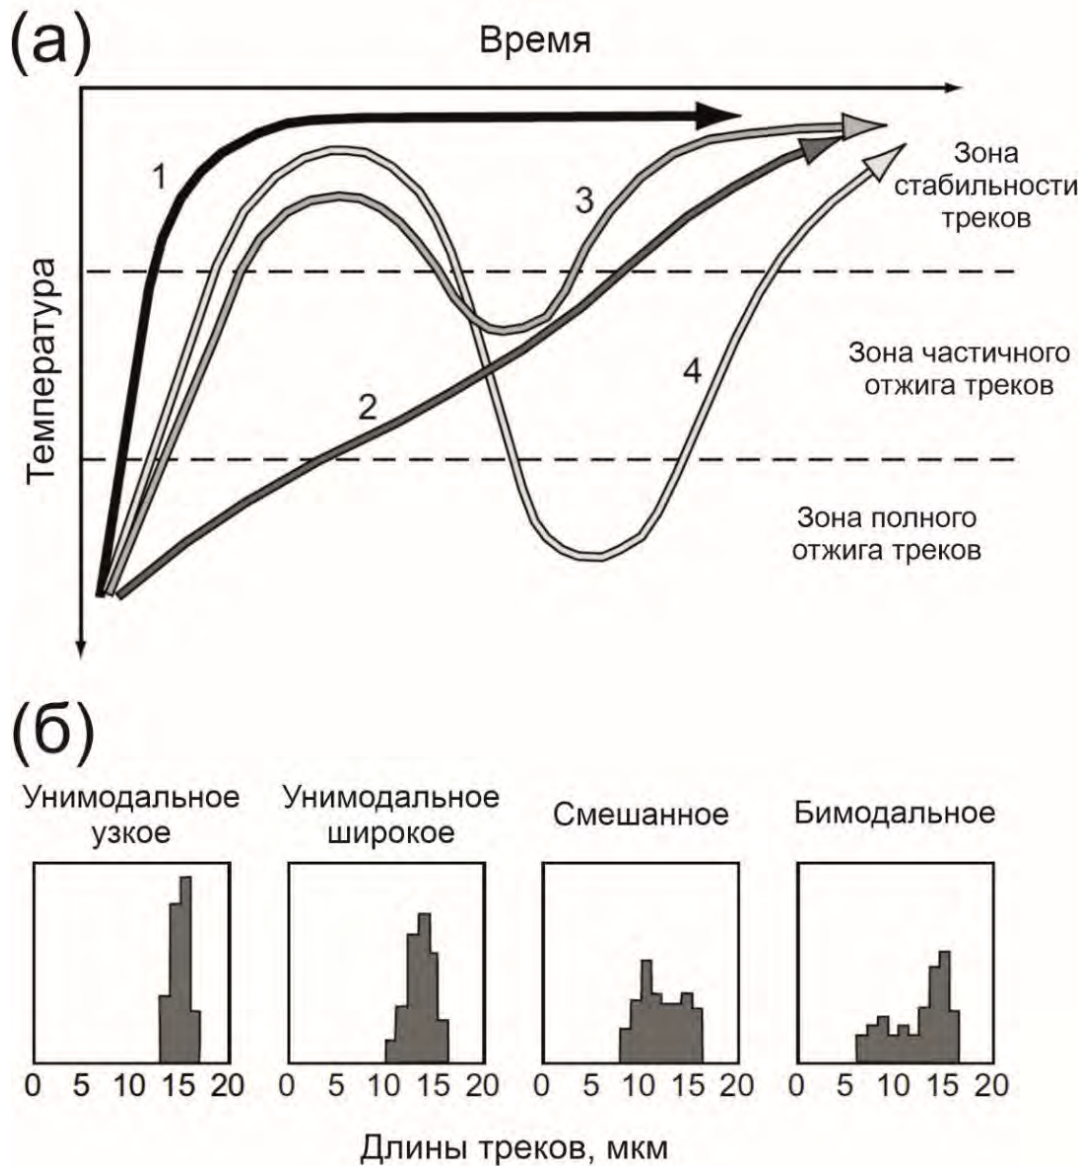 (а)
Время
Температура
1
2
3
4
Зона
стабильности
треков
Зона частичного
отжига треков
Зона полного
отжига треков
(б)
Унимодальное
узкое
Унимодальное
широкое
Смешанное
Бимодальное
0 5 10 15 20
0 5 10 15 20
0 5 10 15 20
0 5 10 15 20
Длины треков, мкм